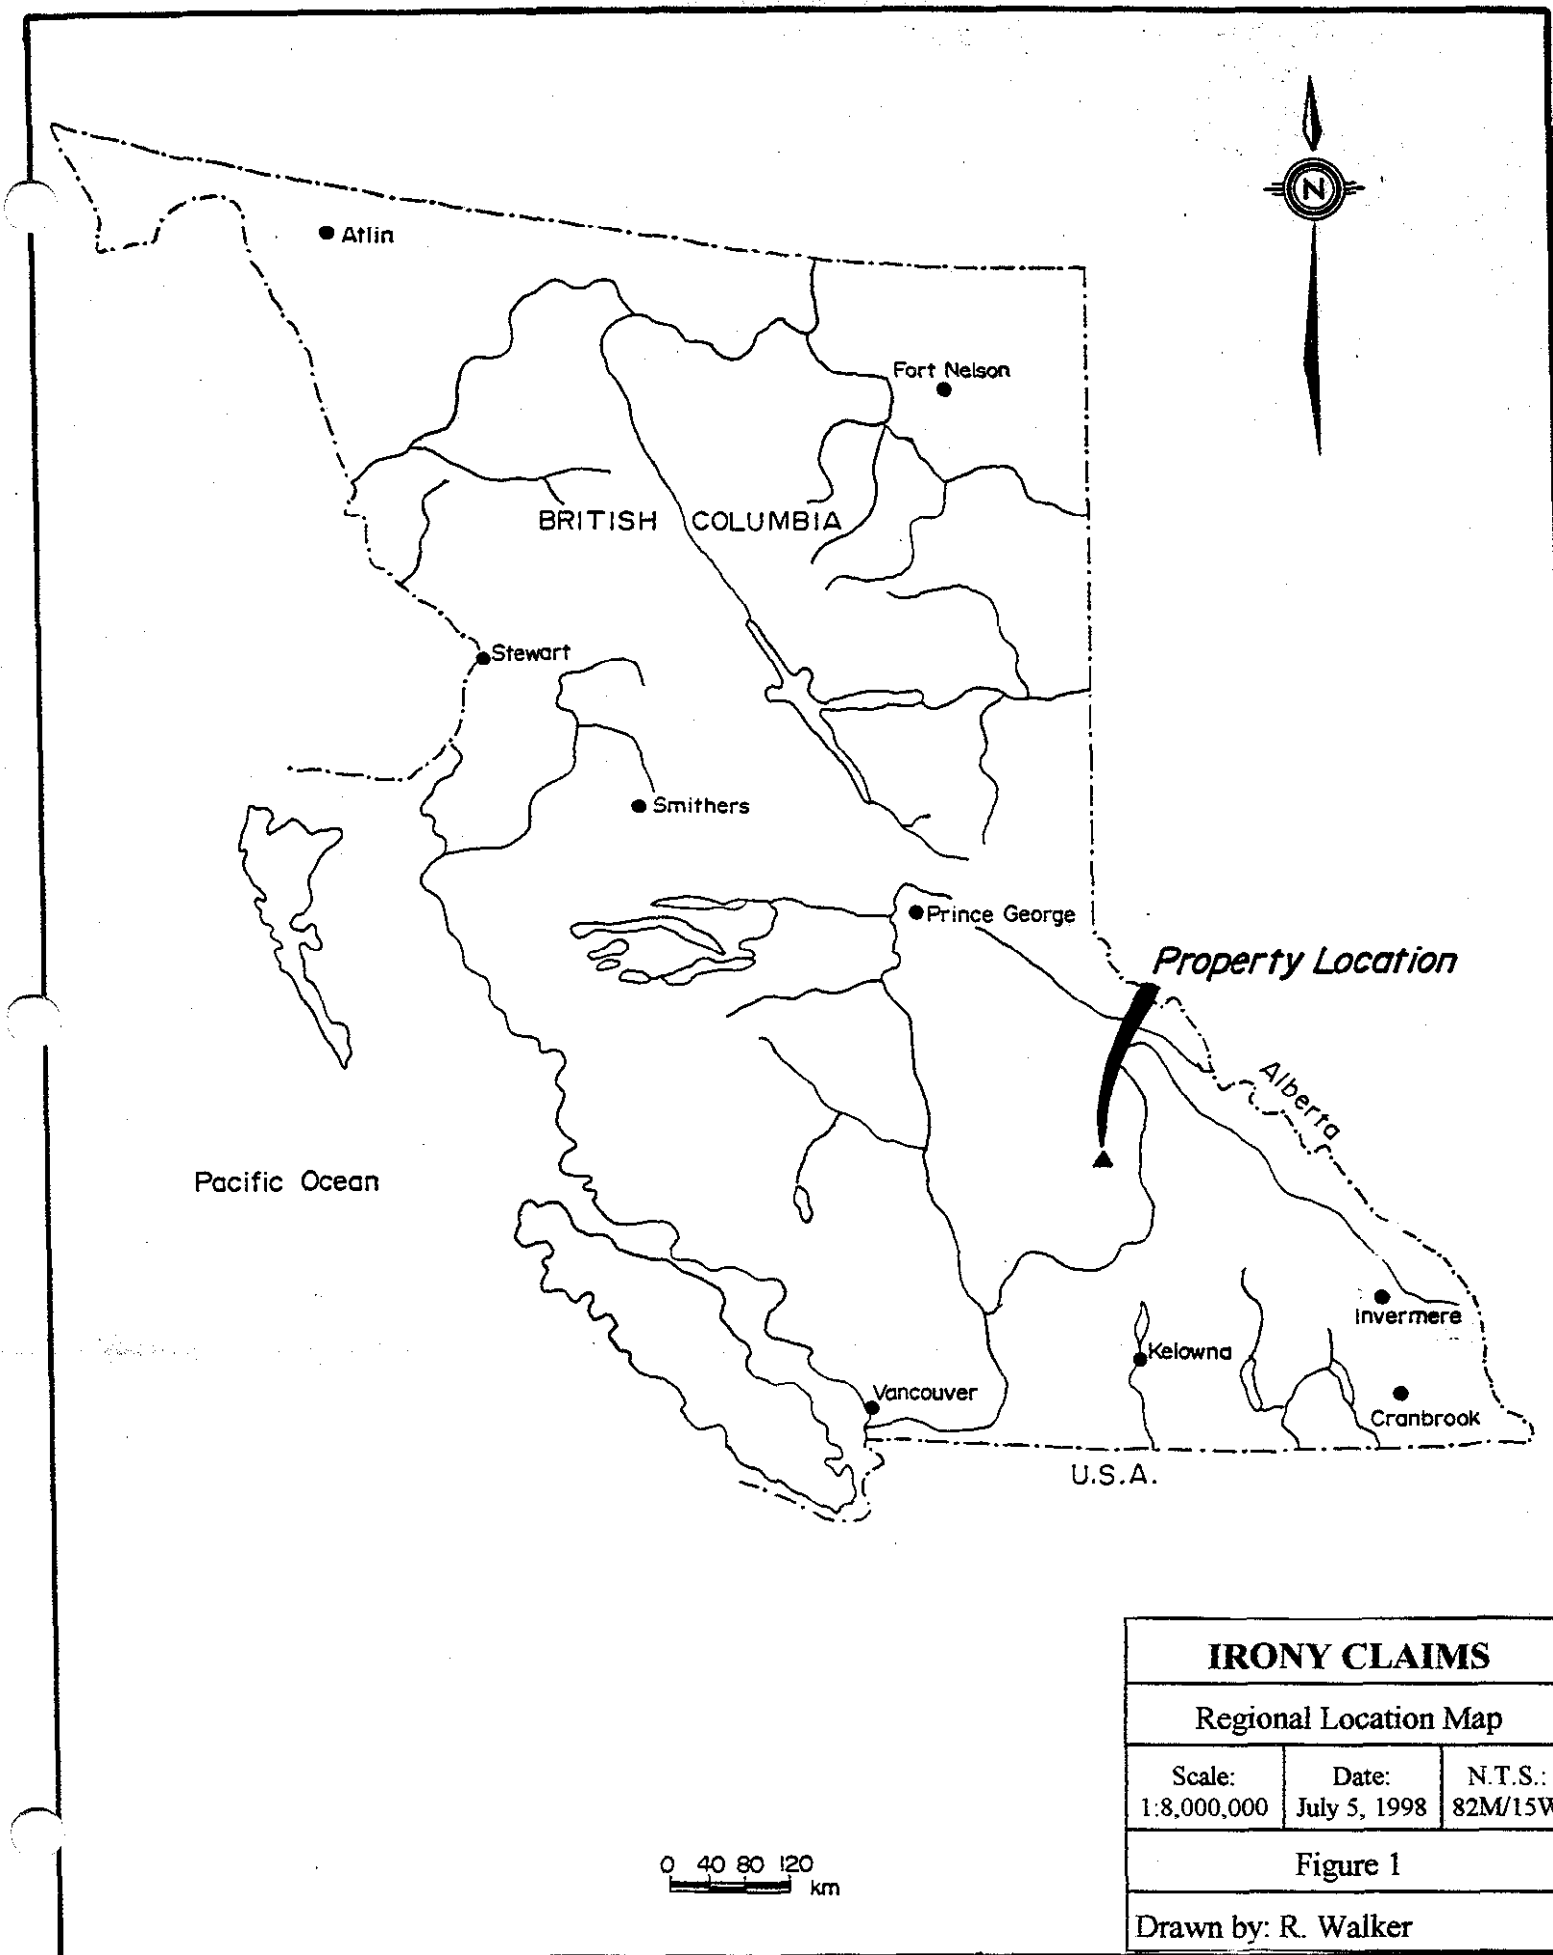 N
Atlin
Fort Nelson
BRITISH COLUMBIA
Stewart
Smithers
Prince George
Property Location
Alberta
Pacific Ocean
Invermere
Kelowna
Vancouver
Cranbrook
U.S.A.
IRONY CLAIMS
Regional Location Map
Scale:
1:8,000,000
Date:
July 5, 1998
N.T.S.:
82M/15W
Figure 1
0 40 80 120
km
Drawn by: R. Walker